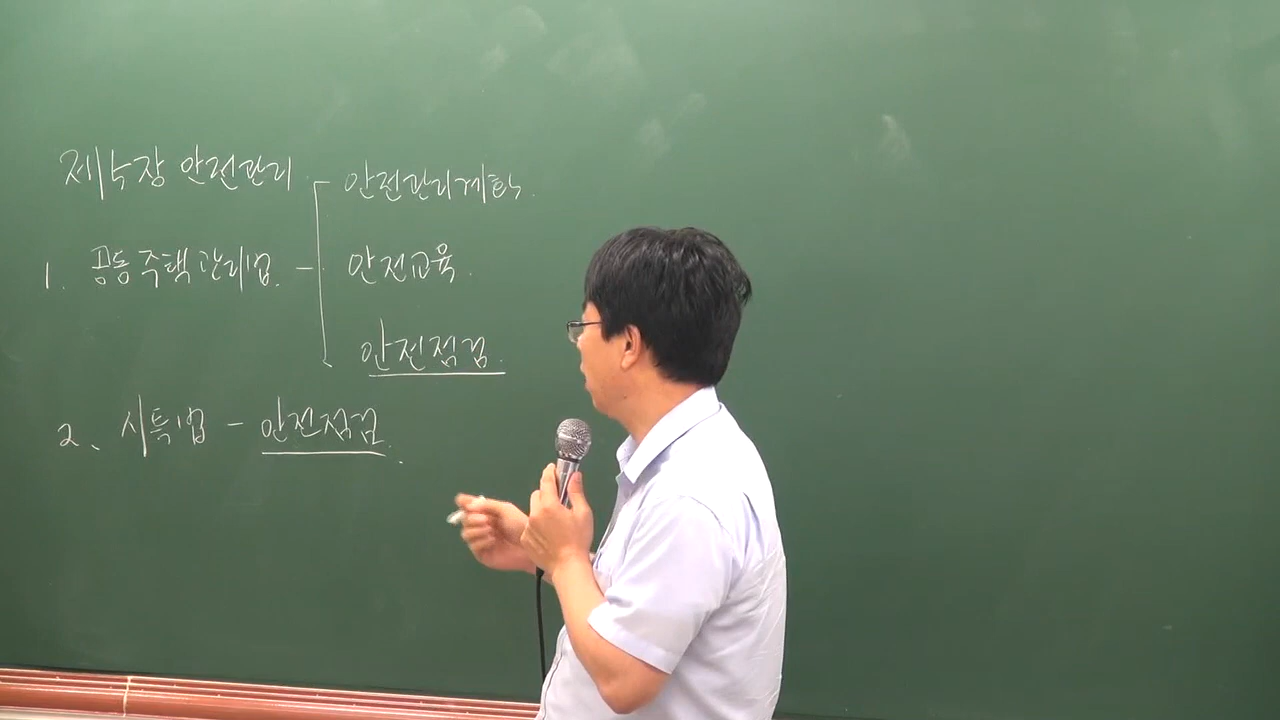 제4장 안전관리
안전관리계획.
1. 공동주택관리법. - 안전교육.
안전점검.
2. 시특법 - 안전점검.